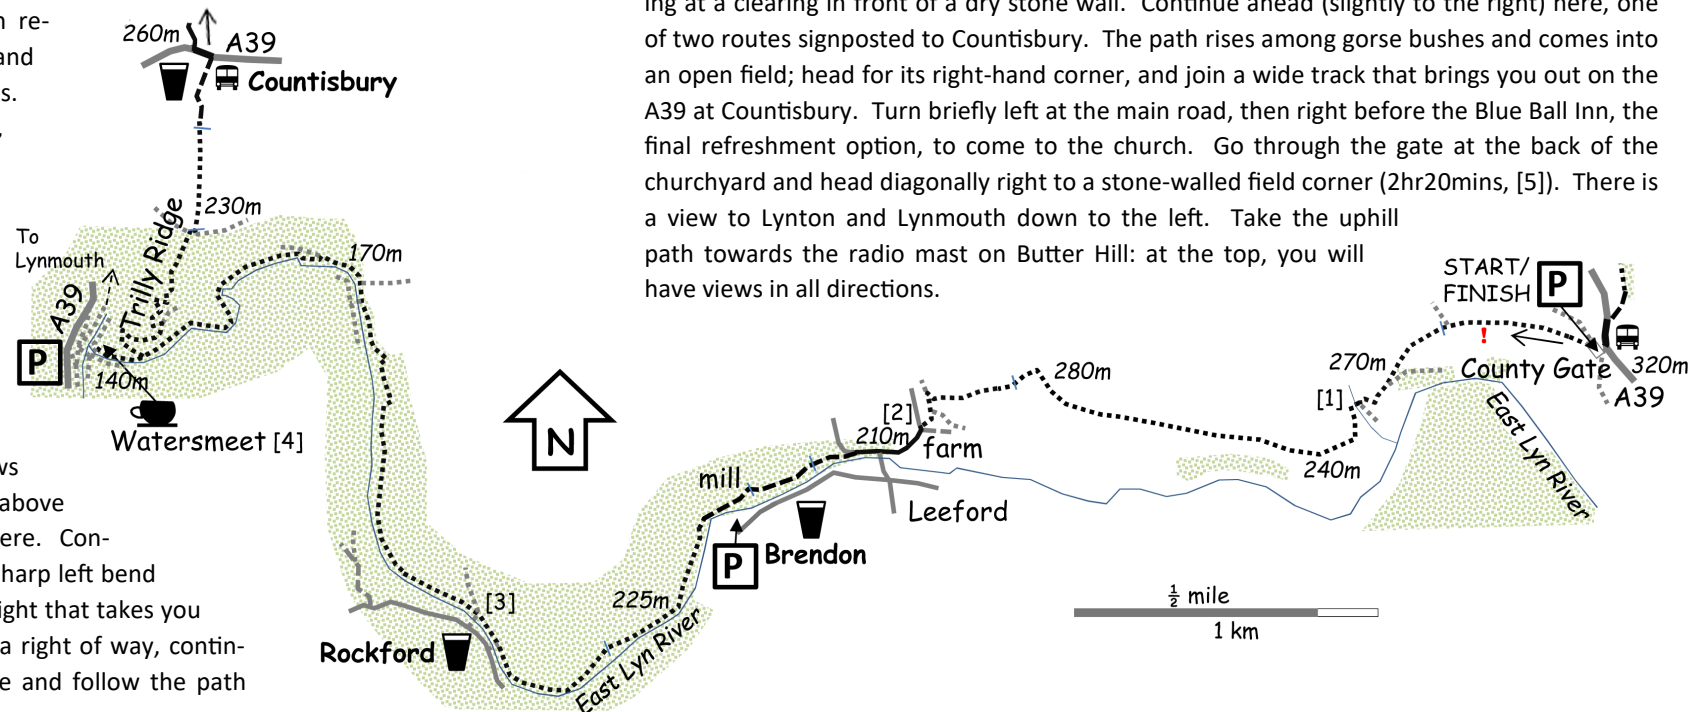 n re-
and
s.
,
ing at a clearing in front of a dry stone wall. Continue ahead (slightly to the right) here, one
of two routes signposted to Countisbury. The path rises among gorse bushes and comes into
an open field; head for its right-hand corner, and join a wide track that brings you out on the
A39 at Countisbury. Turn briefly left at the main road, then right before the Blue Ball Inn, the
final refreshment option, to come to the church. Go through the gate at the back of the
churchyard and head diagonally right to a stone-walled field corner (2hr20mins, [5]). There is
a view to Lynton and Lynmouth down to the left. Take the uphill
path towards the radio mast on Butter Hill: at the top, you will
have views in all directions.
260m
A39
Countisbury
230m
To
Lynmouth
A39
Trilly Ridge
170m
P
140m
Watersmeet [4]
N
START/
FINISH
P
County Gate
320m
A39
270m
[1]
280m
240m
East Lyn River
[2]
210m
farm
mill
Leeford
P
Brendon
225m
[3]
Rockford
East Lyn River
½ mile
1 km
!
ws
above
ere. Con-
harp left bend
ight that takes you
a right of way, contin-
e and follow the path